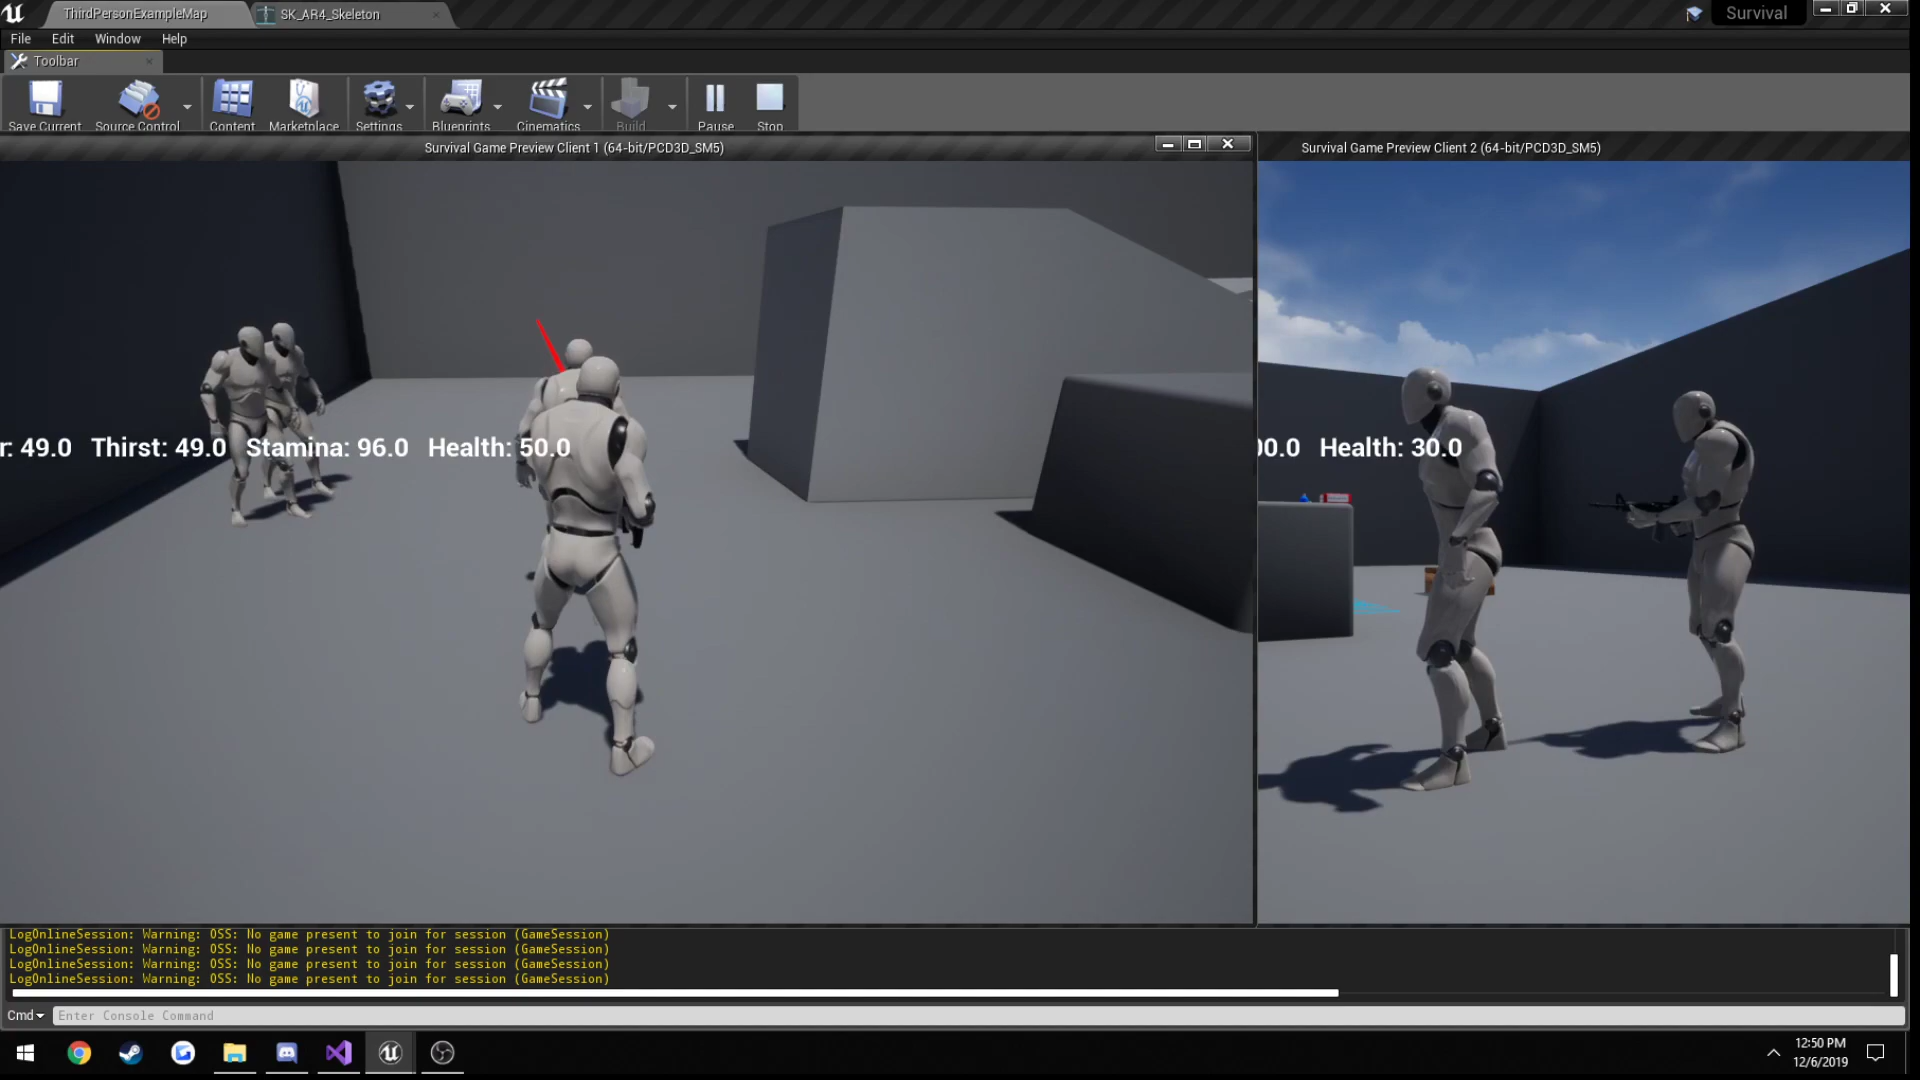 ThirdPersonExampleMap
SK_AR4_Skeleton
Survival
File Edit Window Help
Toolbar
Save Current Source Control Content Marketplace Settings Blueprints Cinematics Build Pause Stop
Survival Game Preview Client 1 (64-bit/PCD3D_SM5)
Survival Game Preview Client 2 (64-bit/PCD3D_SM5)
r: 49.0 Thirst: 49.0 Stamina: 96.0 Health: 50.0
00.0 Health: 30.0
LogOnlineSession: Warning: OSS: No game present to join for session (GameSession)
LogOnlineSession: Warning: OSS: No game present to join for session (GameSession)
LogOnlineSession: Warning: OSS: No game present to join for session (GameSession)
LogOnlineSession: Warning: OSS: No game present to join for session (GameSession)
Cmd
Enter Console Command
12:50 PM
12/6/2019